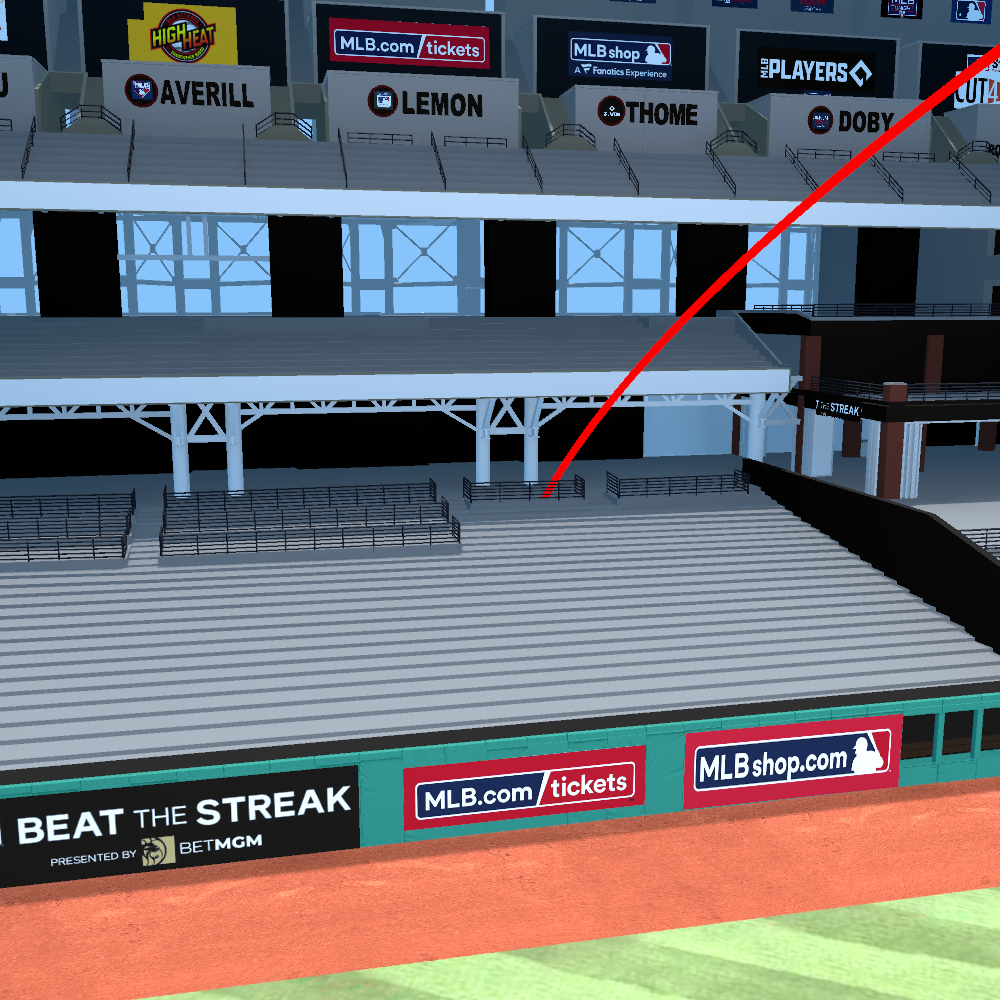 HIGH HEAT
MLB.com/tickets
MLB shop
Fanatics Experience
MLB PLAYERS
AVERILL
LEMON
THOME
DOBY
CUT4
THE STREAK
BEAT THE STREAK
PRESENTED BY BETMGM
MLB.com/tickets
MLBshop.com